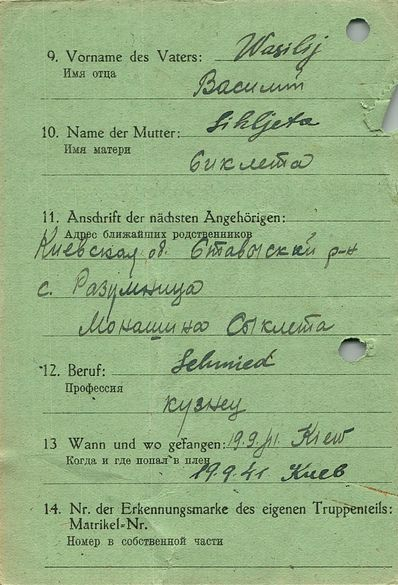 9. Vorname des Vaters: Wasilij
Имя отца
Василий
10. Name der Mutter: Sikljeta
Имя матери
Сиклета
11. Anschrift der nächsten Angehörigen:
Адрес ближайших родственников
Киевская об. Ставыский р-н
с. Разумница
Монашина Сыклета
12. Beruf: Schmied
Профессия
кузнец
13 Wann und wo gefangen: 19.9.41. Kiew
Когда и где попал в плен
19.9.41 Киев
14. Nr. der Erkennungsmarke des eigenen Truppenteils:
Matrikel-Nr.
Номер в собственной части